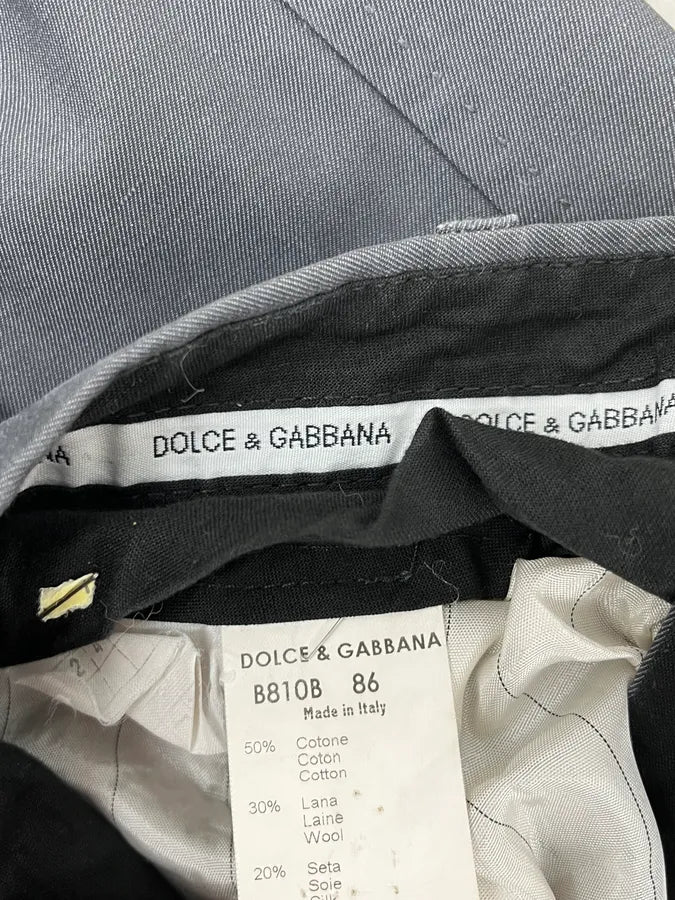 NA DOLCE & GABBANA DOLCE & GABBANA
DOLCE & GABBANA
B810B 86
Made in Italy
50% Cotone
Coton
Cotton
30% Lana
Laine
Wool
20% Seta
Soie